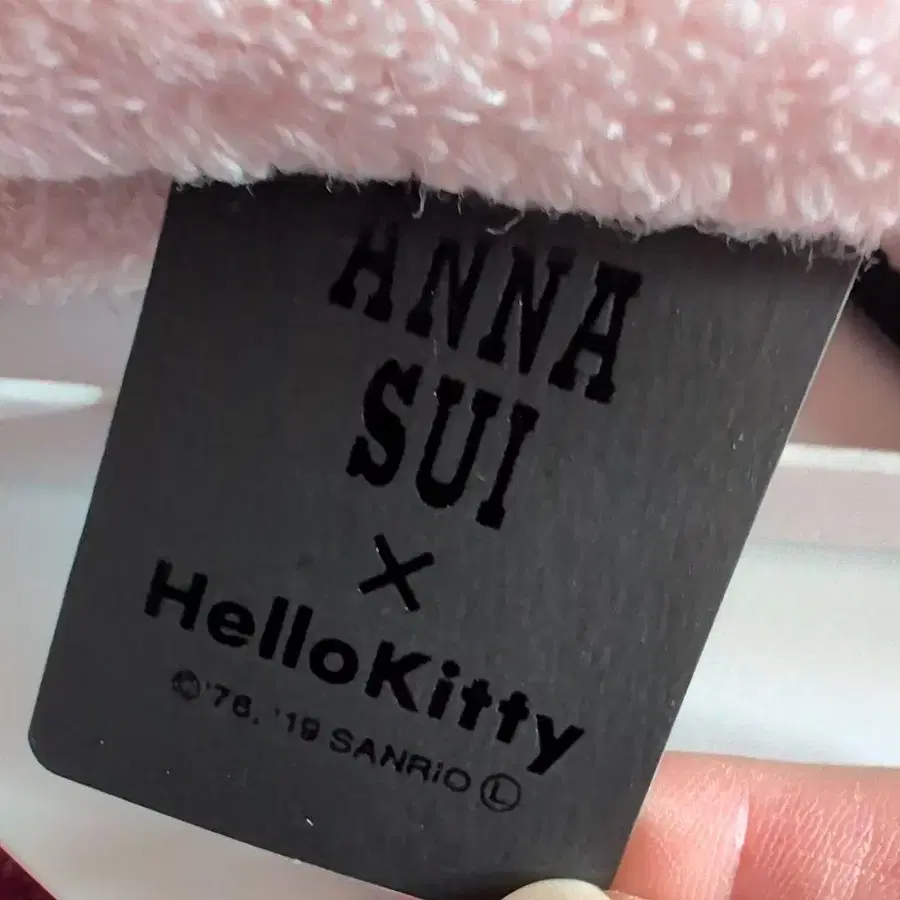 ANNA
SUI
×
HelloKitty
©'76, '19 SANRIO Ⓛ